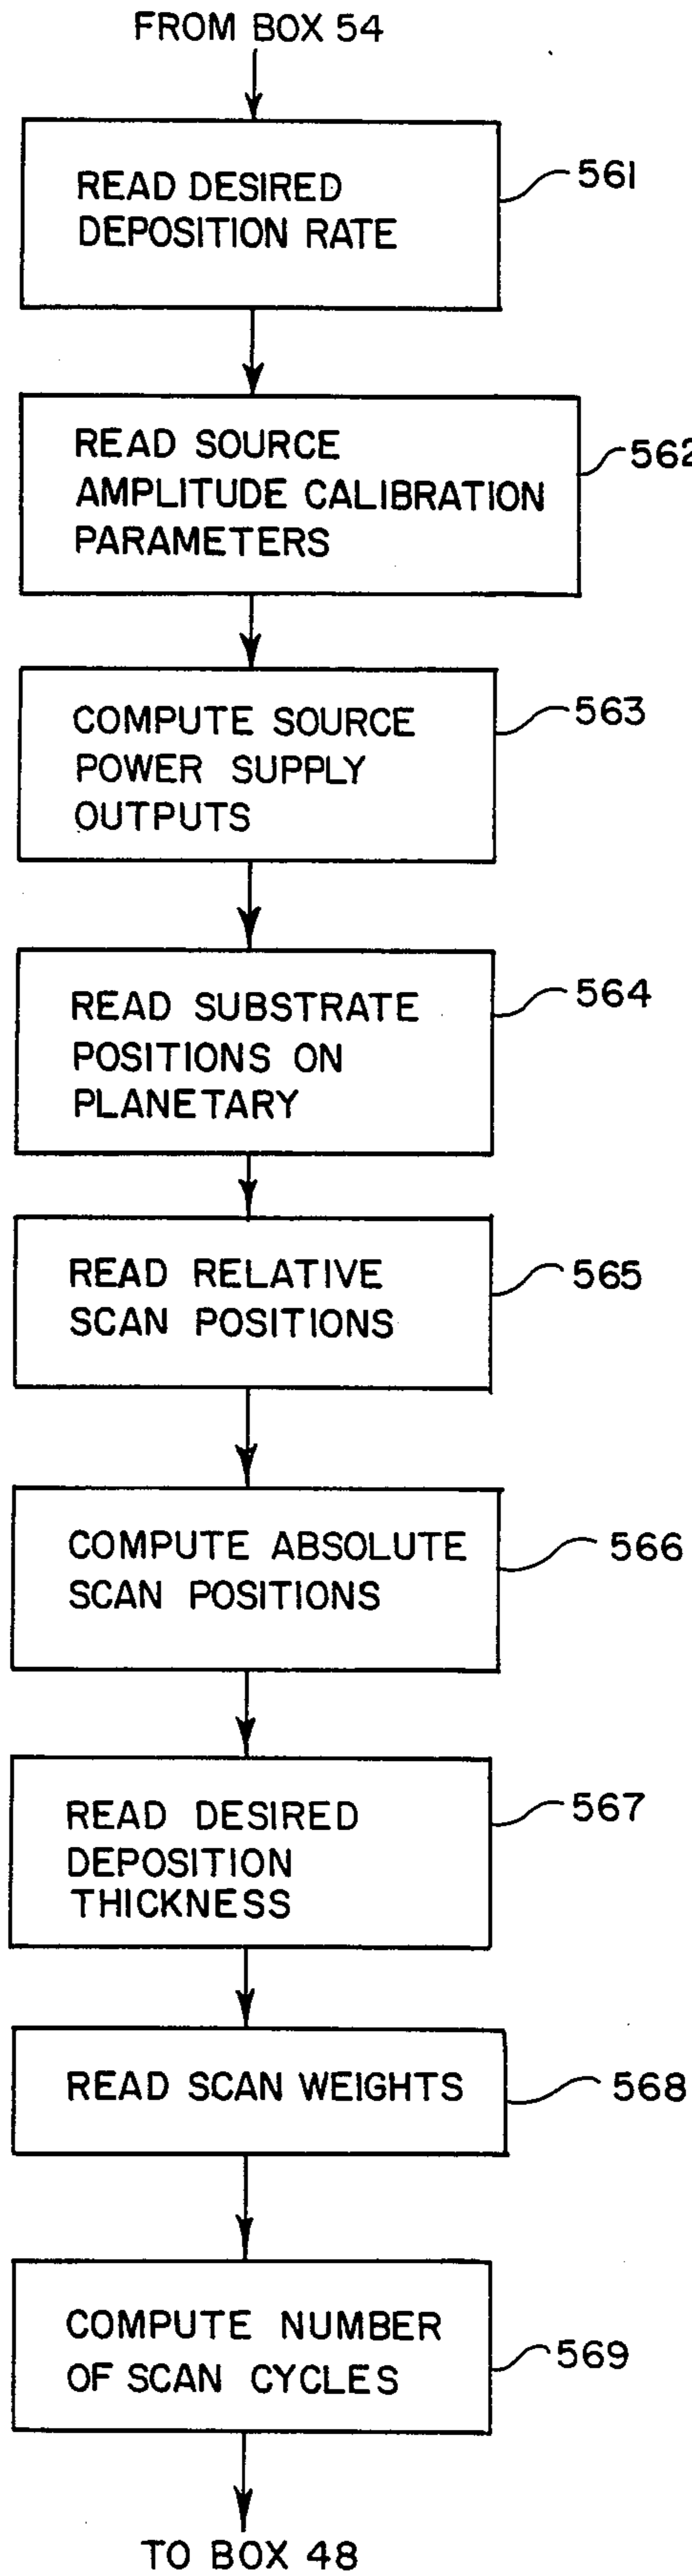 FROM BOX 54
READ DESIRED
DEPOSITION RATE
561
READ SOURCE
AMPLITUDE CALIBRATION
PARAMETERS
562
COMPUTE SOURCE
POWER SUPPLY
OUTPUTS
563
READ SUBSTRATE
POSITIONS ON
PLANETARY
564
READ RELATIVE
SCAN POSITIONS
565
COMPUTE ABSOLUTE
SCAN POSITIONS
566
READ DESIRED
DEPOSITION
THICKNESS
567
READ SCAN WEIGHTS
568
COMPUTE NUMBER
OF SCAN CYCLES
569
TO BOX 48